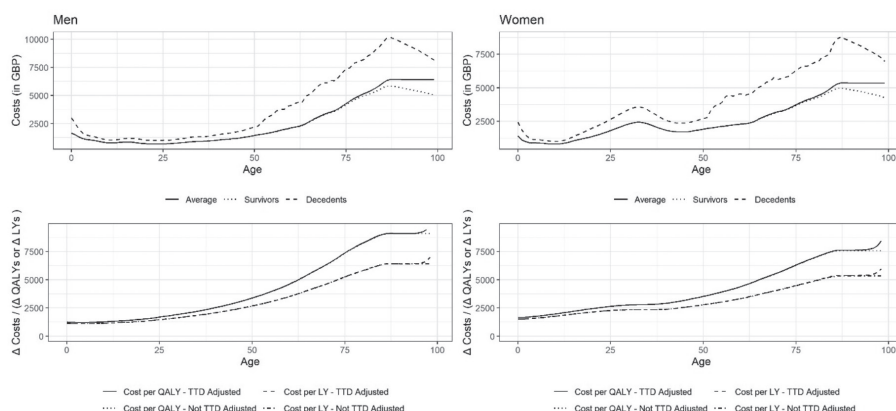 Men
Women
Costs (in GBP)
10000
7500
5000
2500
0
25
50
75
100
Age
Average
Survivors
Decedents
Costs (in GBP)
7500
5000
2500
0
25
50
75
100
Age
Average
Survivors
Decedents
Δ Costs / (Δ QALYs or Δ LYs )
7500
5000
2500
0
0
25
50
75
100
Age
Cost per QALY - TTD Adjusted
Cost per LY - TTD Adjusted
Cost per QALY - Not TTD Adjusted
Cost per LY - Not TTD Adjusted
Δ Costs / (Δ QALYs or Δ LYs )
7500
5000
2500
0
0
25
50
75
100
Age
Cost per QALY - TTD Adjusted
Cost per LY - TTD Adjusted
Cost per QALY - Not TTD Adjusted
Cost per LY - Not TTD Adjusted